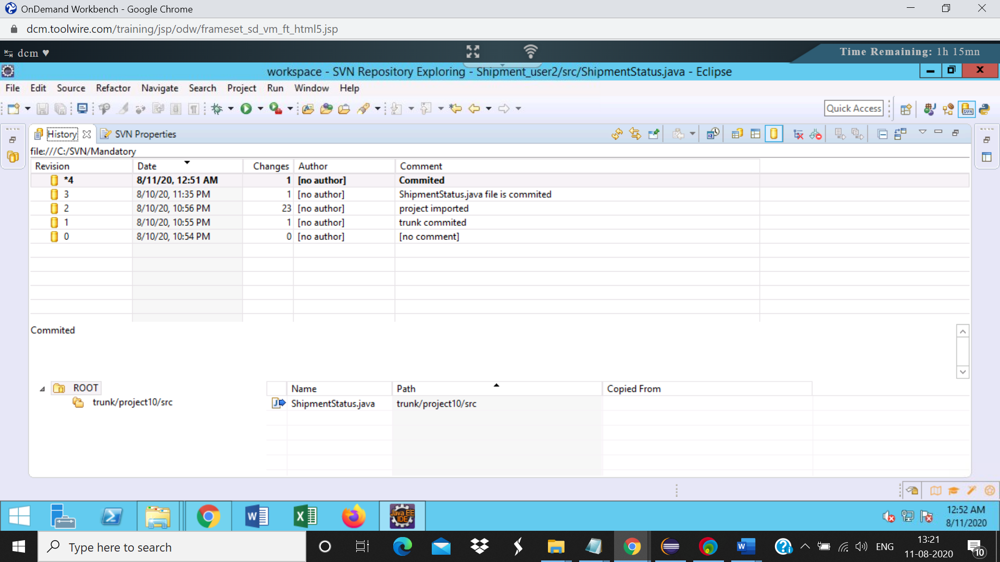 OnDemand Workbench - Google Chrome
dcm.toolwire.com/training/jsp/odw/frameset_sd_vm_ft_html5.jsp
dcm ♥
Time Remaining: 1h 15mn
workspace - SVN Repository Exploring - Shipment_user2/src/ShipmentStatus.java - Eclipse
File Edit Source Refactor Navigate Search Project Run Window Help
Quick Access
History SVN Properties
file:///C:/SVN/Mandatory
Revision Date Changes Author Comment
*4 8/11/20, 12:51 AM 1 [no author] Commited
3 8/10/20, 11:35 PM 1 [no author] ShipmentStatus.java file is commited
2 8/10/20, 10:56 PM 23 [no author] project imported
1 8/10/20, 10:55 PM 1 [no author] trunk commited
0 8/10/20, 10:54 PM 0 [no author] [no comment]
Commited
ROOT Name Path Copied From
trunk/project10/src ShipmentStatus.java trunk/project10/src
12:52 AM
8/11/2020
Type here to search
ENG
13:21
11-08-2020
10